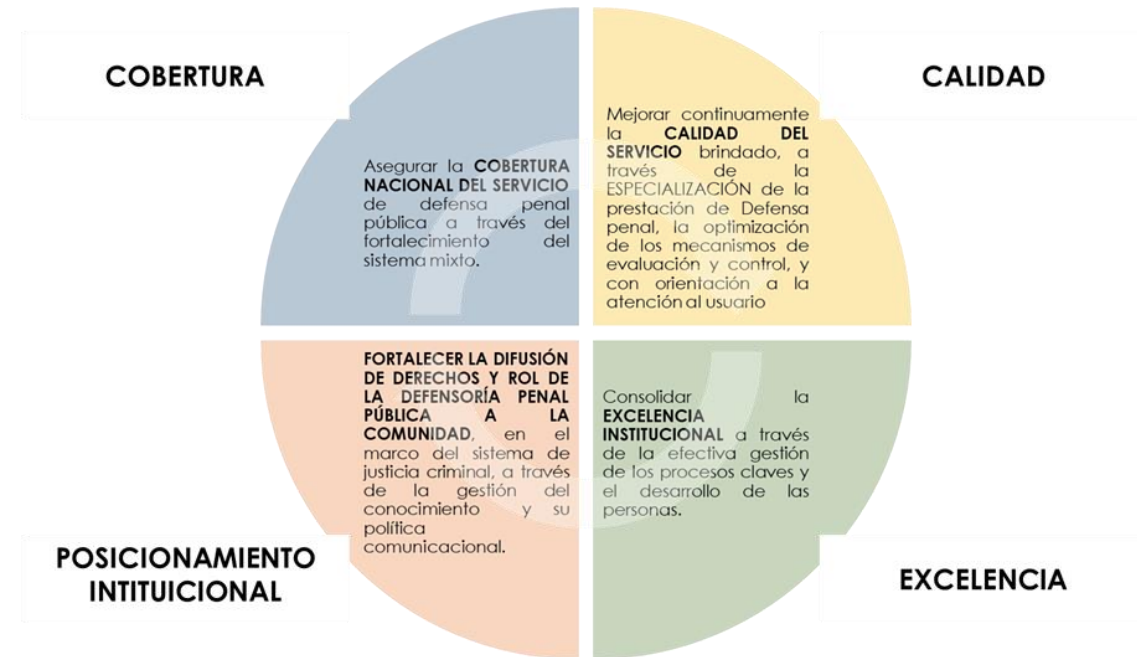 COBERTURA
Asegurar la COBERTURA
NACIONAL DEL SERVICIO
de defensa penal
pública a través del
fortalecimiento del
sistema mixto.
CALIDAD
Mejorar continuamente
la CALIDAD DEL
SERVICIO brindado, a
través de la
ESPECIALIZACIÓN de la
prestación de Defensa
penal, la optimización
de los mecanismos de
evaluación y control, y
con orientación a la
atención al usuario
POSICIONAMIENTO
INTITUICIONAL
FORTALECER LA DIFUSIÓN
DE DERECHOS Y ROL DE
LA DEFENSORÍA PENAL
PÚBLICA A LA
COMUNIDAD, en el
marco del sistema de
justicia criminal, a través
de la gestión del
conocimiento y su
política
comunicacional.
EXCELENCIA
Consolidar la
EXCELENCIA
INSTITUCIONAL a través
de la efectiva gestión
de los procesos claves y
el desarrollo de las
personas.